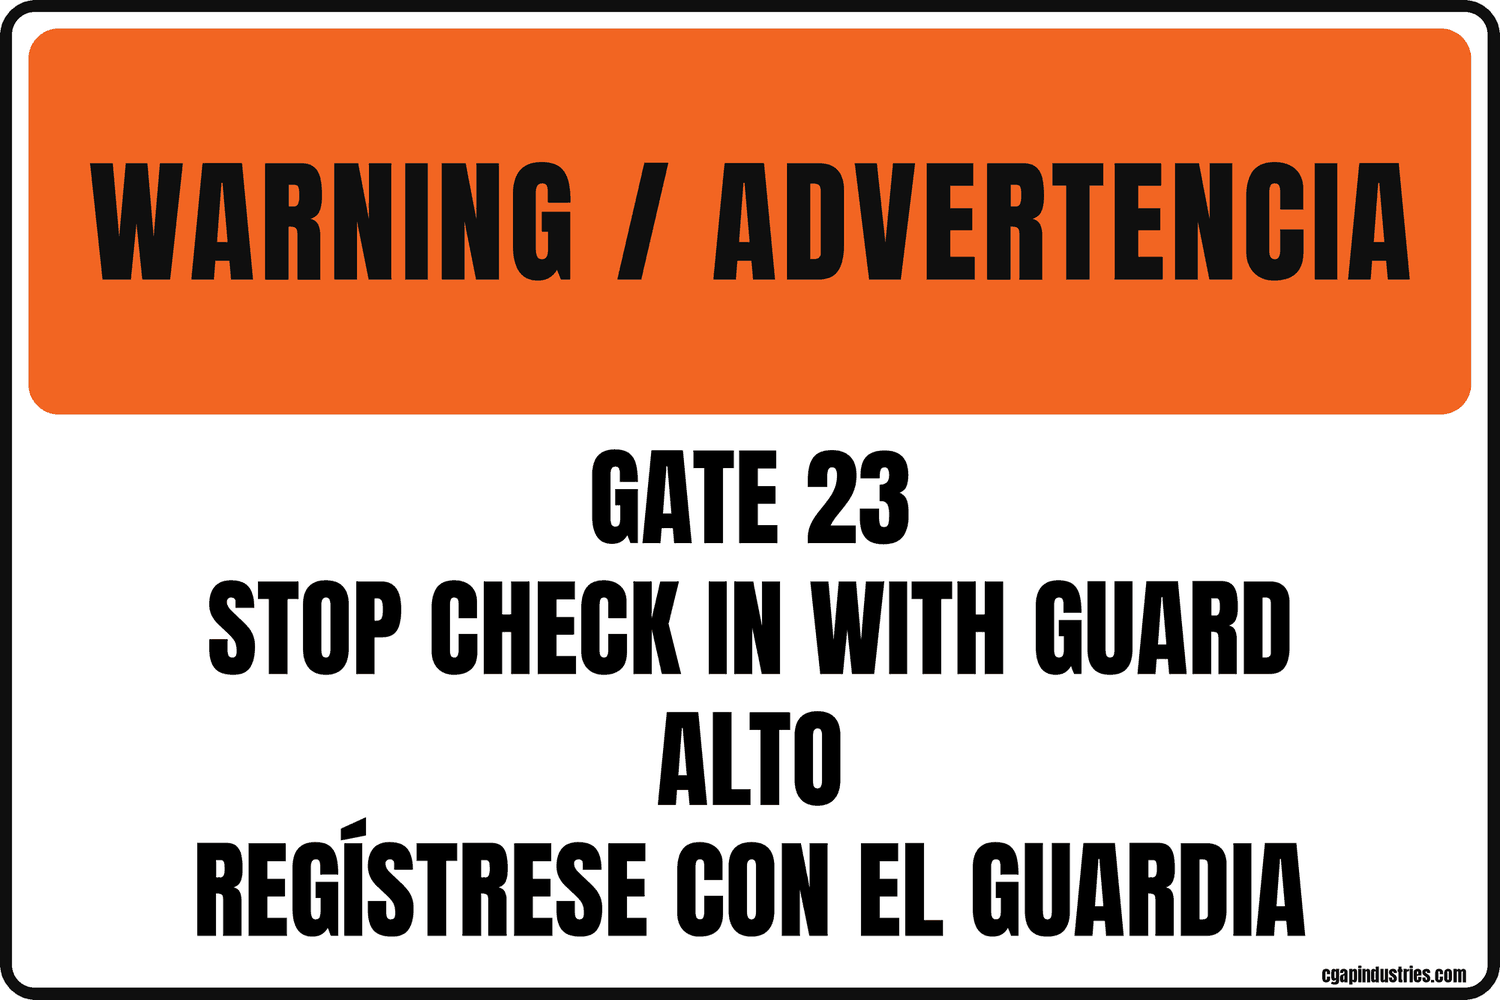 WARNING / ADVERTENCIA
GATE 23
STOP CHECK IN WITH GUARD
ALTO
REGÍSTRESE CON EL GUARDIA
cgapindustries.com